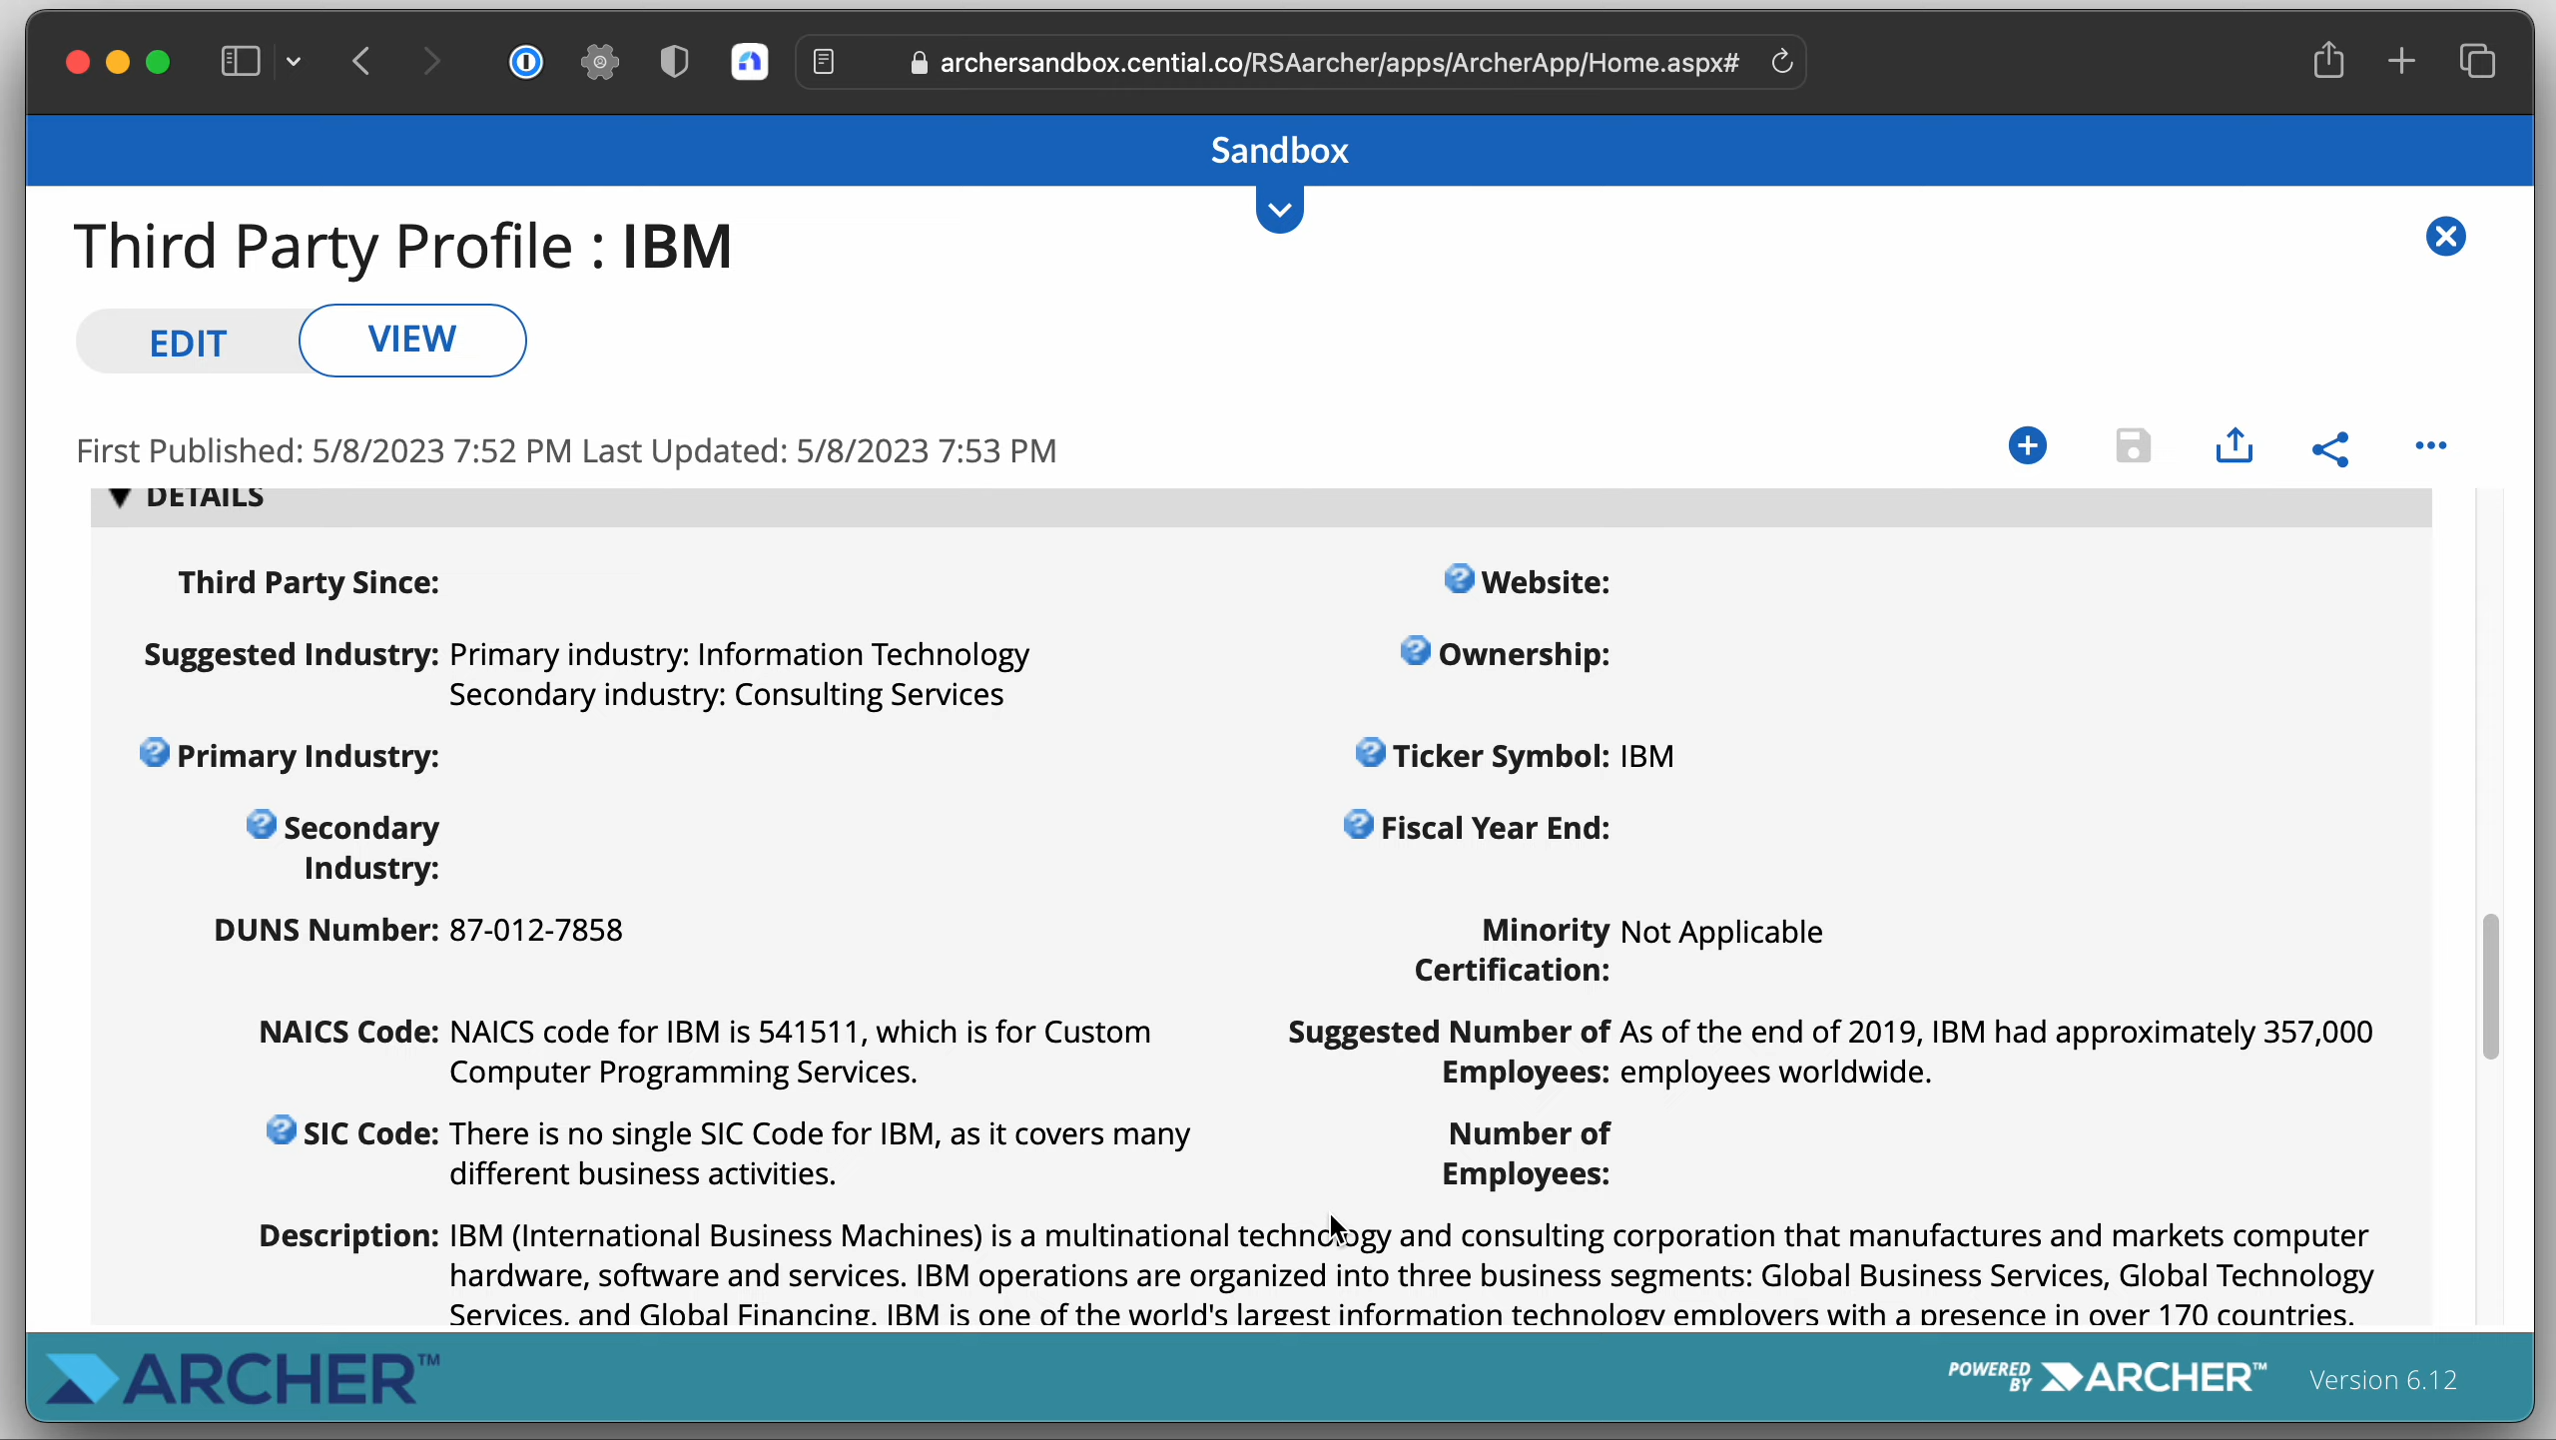 archersandbox.cential.co/RSAarcher/apps/ArcherApp/Home.aspx#
Sandbox
Third Party Profile : IBM
EDIT
VIEW
First Published: 5/8/2023 7:52 PM Last Updated: 5/8/2023 7:53 PM
▼ DETAILS
Third Party Since:
Website:
Suggested Industry: Primary industry: Information Technology
Secondary industry: Consulting Services
Ownership:
Primary Industry:
Ticker Symbol: IBM
Secondary
Industry:
Fiscal Year End:
DUNS Number: 87-012-7858
Minority Not Applicable
Certification:
NAICS Code: NAICS code for IBM is 541511, which is for Custom
Computer Programming Services.
Suggested Number of As of the end of 2019, IBM had approximately 357,000
Employees: employees worldwide.
SIC Code: There is no single SIC Code for IBM, as it covers many
different business activities.
Number of
Employees:
Description: IBM (International Business Machines) is a multinational technology and consulting corporation that manufactures and markets computer
hardware, software and services. IBM operations are organized into three business segments: Global Business Services, Global Technology
Services, and Global Financing. IBM is one of the world's largest information technology employers with a presence in over 170 countries.
ARCHER™
POWERED
BY
ARCHER™
Version 6.12